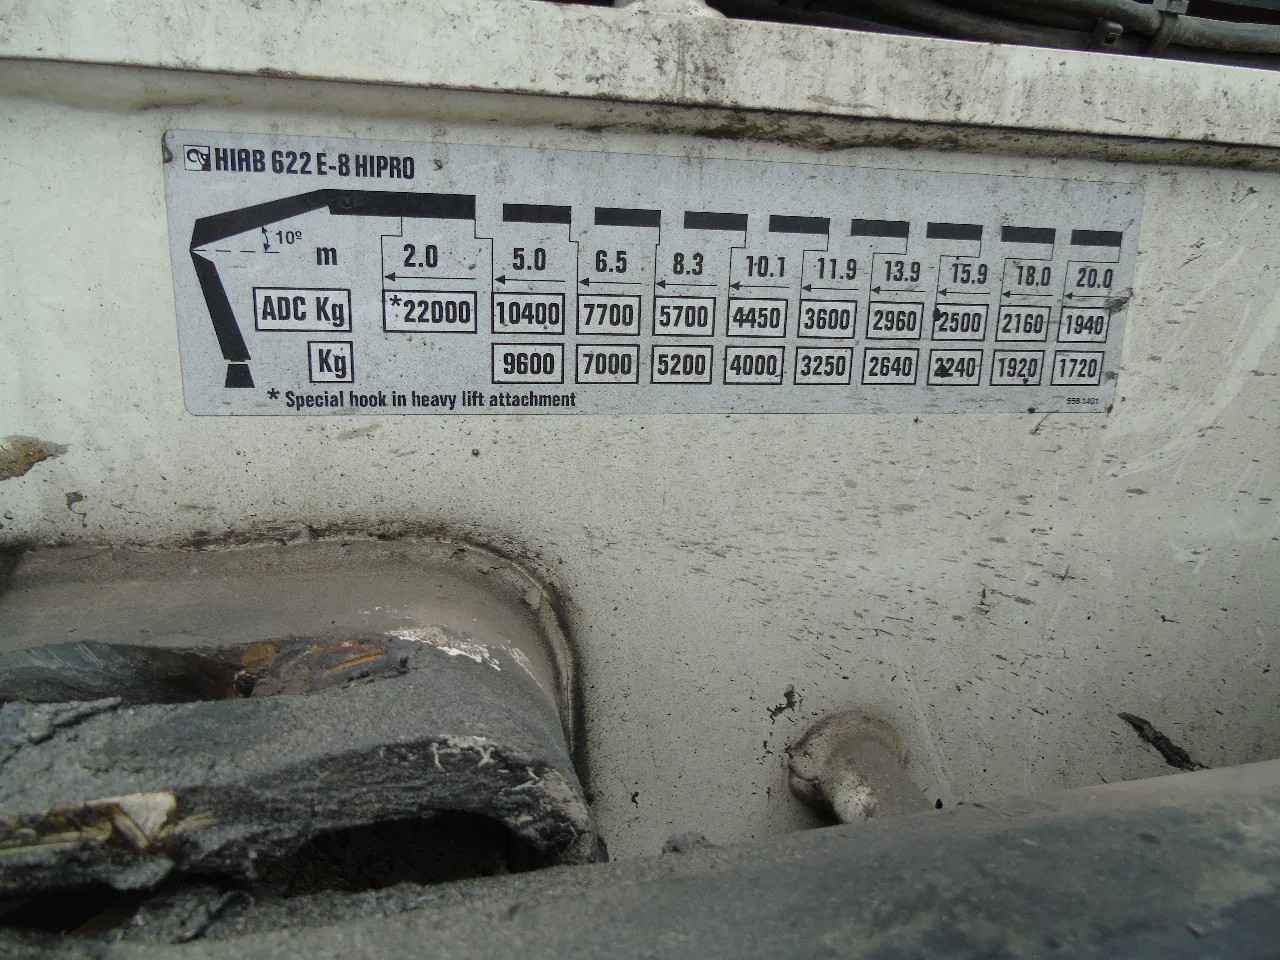 HIAB 622 E-8 HIPRO
10º
m 2.0 5.0 6.5 8.3 10.1 11.9 13.9 15.9 18.0 20.0
ADC Kg *22000 10400 7700 5700 4450 3600 2960 2500 2160 1940
Kg 9600 7000 5200 4000 3250 2640 2240 1920 1720
* Special hook in heavy lift attachment